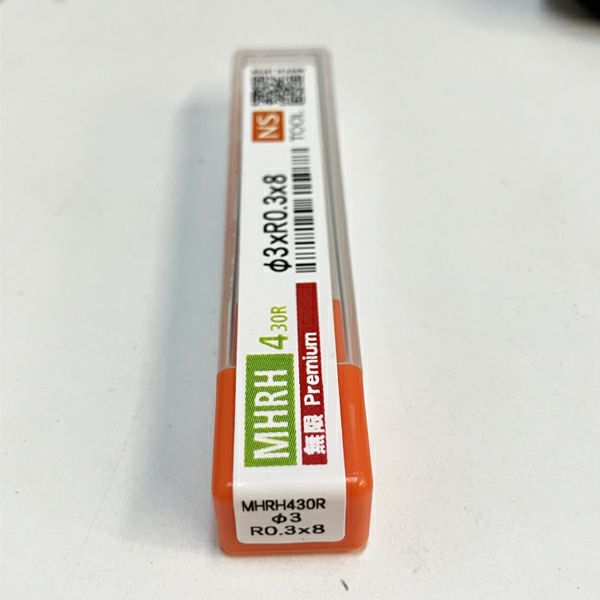 NS
TOOL
φ3xR0.3x8
MHRH 430R
無限 Premium
MHRH430R
φ3
R0.3x8